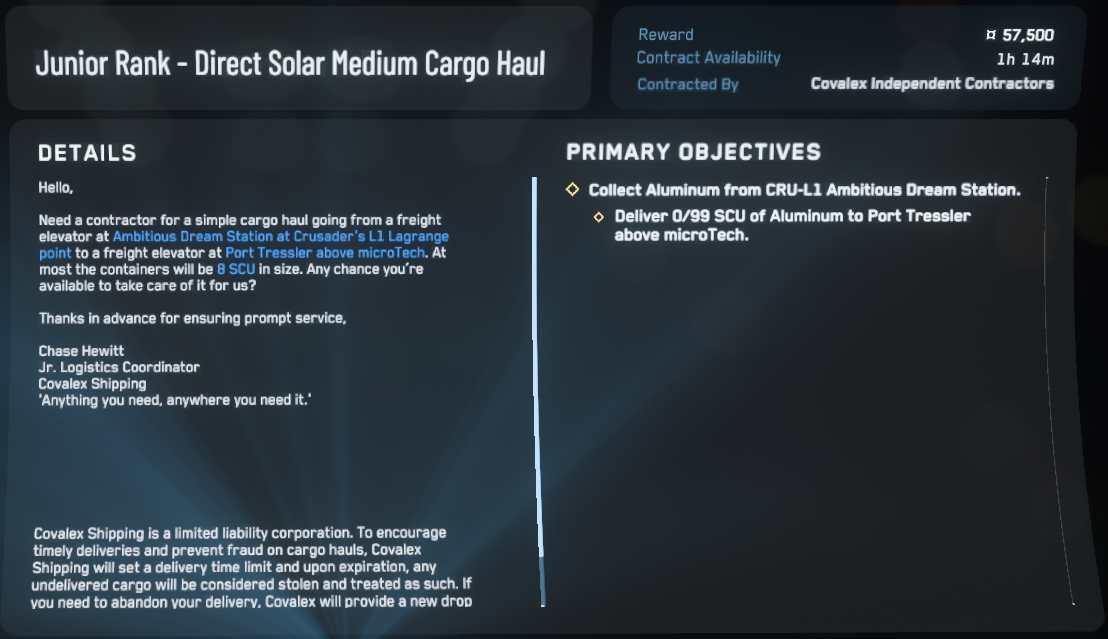 Junior Rank - Direct Solar Medium Cargo Haul
Reward ¤ 57,500
Contract Availability 1h 14m
Contracted By Covalex Independent Contractors
DETAILS
Hello,
Need a contractor for a simple cargo haul going from a freight
elevator at Ambitious Dream Station at Crusader's L1 Lagrange
point to a freight elevator at Port Tressler above microTech. At
most the containers will be 8 SCU in size. Any chance you're
available to take care of it for us?
Thanks in advance for ensuring prompt service,
Chase Hewitt
Jr. Logistics Coordinator
Covalex Shipping
'Anything you need, anywhere you need it.'
Covalex Shipping is a limited liability corporation. To encourage
timely deliveries and prevent fraud on cargo hauls, Covalex
Shipping will set a delivery time limit and upon expiration, any
undelivered cargo will be considered stolen and treated as such. If
you need to abandon your delivery, Covalex will provide a new drop
PRIMARY OBJECTIVES
Collect Aluminum from CRU-L1 Ambitious Dream Station.
Deliver 0/99 SCU of Aluminum to Port Tressler
above microTech.